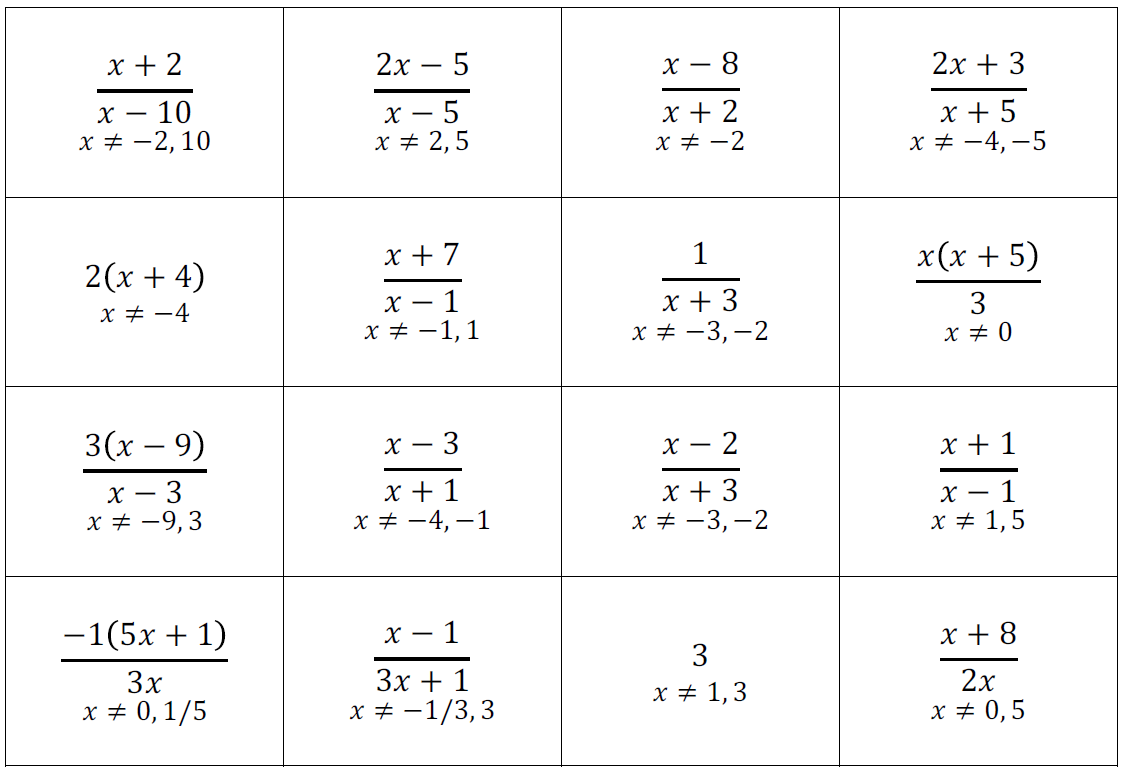 x + 2
x − 10
x ≠ −2, 10
2x − 5
x − 5
x ≠ 2, 5
x − 8
x + 2
x ≠ −2
2x + 3
x + 5
x ≠ −4, −5
2(x + 4)
x ≠ −4
x + 7
x − 1
x ≠ −1, 1
1
x + 3
x ≠ −3, −2
x(x + 5)
3
x ≠ 0
3(x − 9)
x − 3
x ≠ −9, 3
x − 3
x + 1
x ≠ −4, −1
x − 2
x + 3
x ≠ −3, −2
x + 1
x − 1
x ≠ 1, 5
−1(5x + 1)
3x
x ≠ 0, 1/5
x − 1
3x + 1
x ≠ −1/3, 3
3
x ≠ 1, 3
x + 8
2x
x ≠ 0, 5